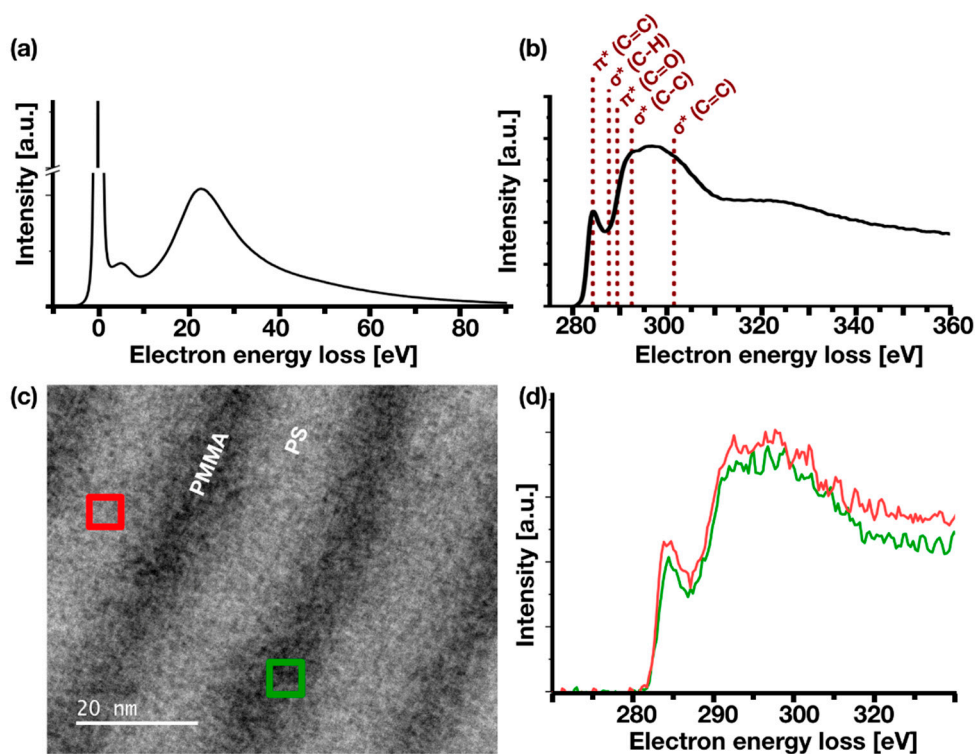 (a)
Intensity [a.u.]
0 20 40 60 80
Electron energy loss [eV]
(b)
π* (C=C)
σ* (C-H)
π* (C=O)
σ* (C-C)
σ* (C=C)
Intensity [a.u.]
280 300 320 340 360
Electron energy loss [eV]
(c)
PMMA
PS
20 nm
(d)
Intensity [a.u.]
280 290 300 320
Electron energy loss [eV]